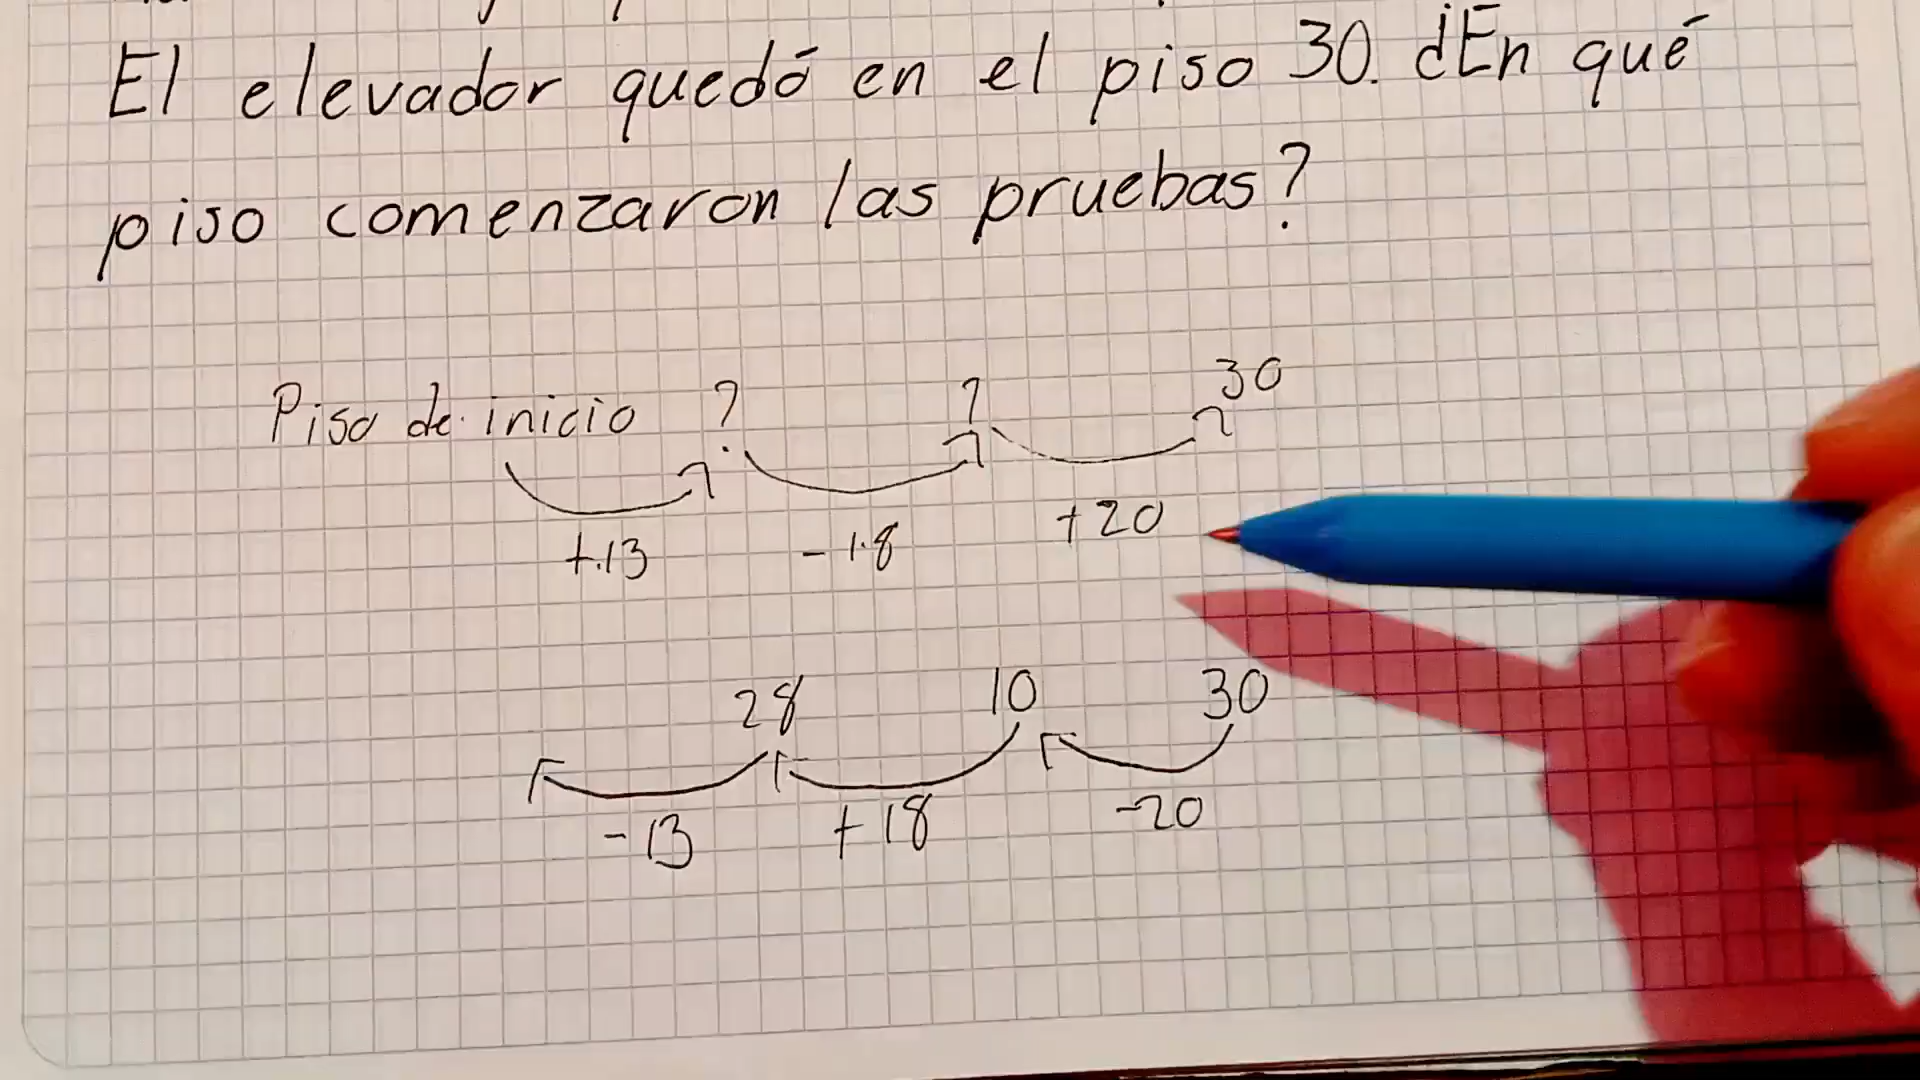 El elevador quedó en el piso 30. ¿En qué
piso comenzaron las pruebas?
Piso de inicio ? ? 30
+13 -18 +20
28 10 30
-13 +18 -20